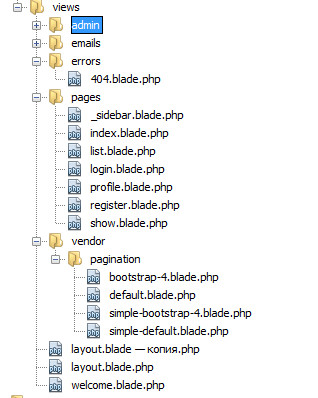 views
admin
emails
errors
404.blade.php
pages
_sidebar.blade.php
index.blade.php
list.blade.php
login.blade.php
profile.blade.php
register.blade.php
show.blade.php
vendor
pagination
bootstrap-4.blade.php
default.blade.php
simple-bootstrap-4.blade.php
simple-default.blade.php
layout.blade — копия.php
layout.blade.php
welcome.blade.php